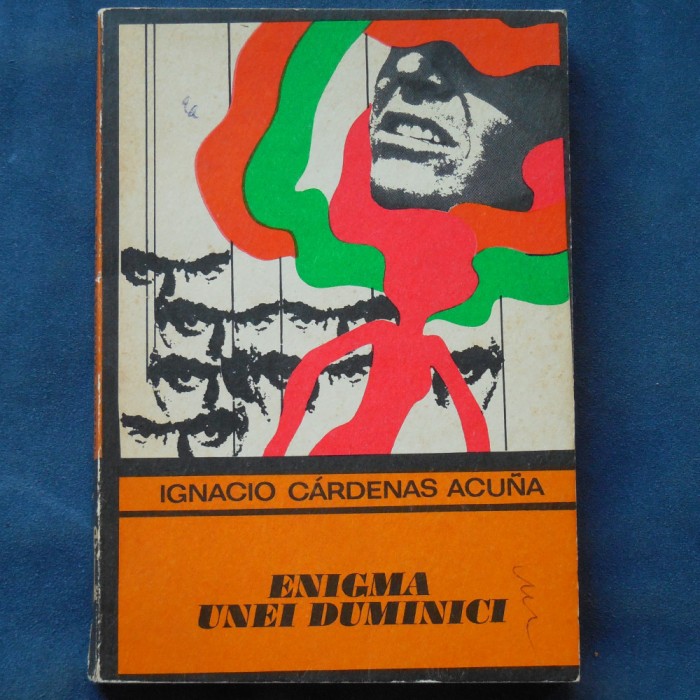 IGNACIO CÁRDENAS ACUÑA
ENIGMA
UNEI DUMINICI